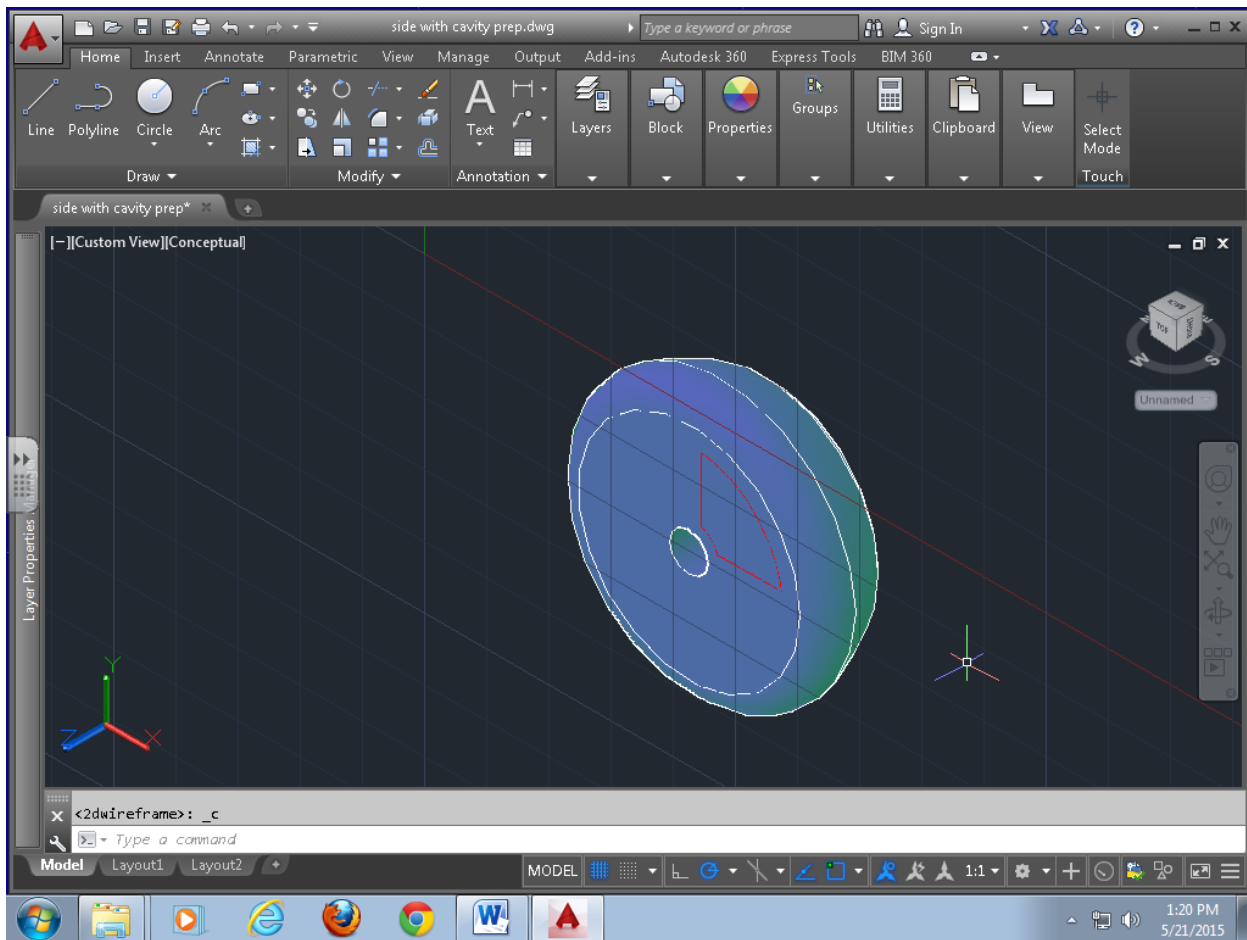 side with cavity prep.dwg
Type a keyword or phrase
Sign In
Home Insert Annotate Parametric View Manage Output Add-ins Autodesk 360 Express Tools BIM 360
Line Polyline Circle Arc Text Layers Block Properties Groups Utilities Clipboard View Select Mode
Draw Modify Annotation Touch
side with cavity prep*
[−][Custom View][Conceptual]
TOP
W S
Unnamed
Layer Properties
Y
Z X
<2dwireframe>: _c
Type a command
Model Layout1 Layout2 MODEL 1:1
1:20 PM
5/21/2015